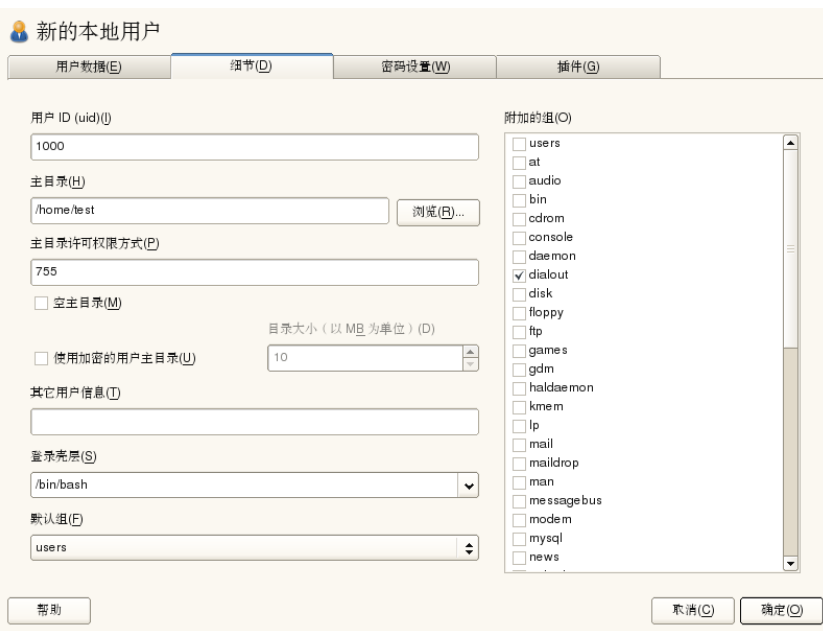 新的本地用户
用户数据(E)
细节(D)
密码设置(W)
插件(G)
用户 ID (uid)(I)
1000
主目录(H)
/home/test
浏览(R)...
主目录许可权限方式(P)
755
空主目录(M)
目录大小（以 MB 为单位）(D)
使用加密的用户主目录(U)
10
其它用户信息(T)
登录壳层(S)
/bin/bash
默认组(F)
users
附加的组(O)
users
at
audio
bin
cdrom
console
daemon
dialout
disk
floppy
ftp
games
gdm
haldaemon
kmem
lp
mail
maildrop
man
messagebus
modem
mysql
news
帮助
取消(C)
确定(O)